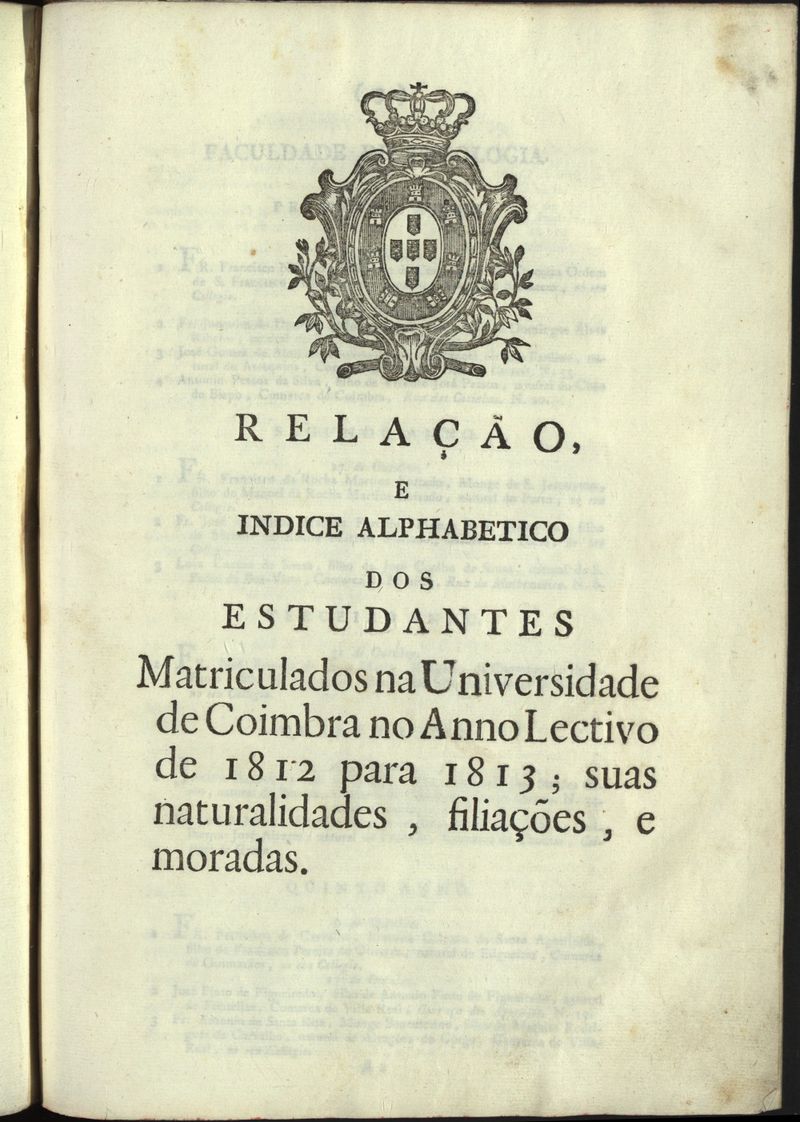 RELAÇÃO,
E
INDICE ALPHABETICO
DOS
ESTUDANTES
Matriculados na Universidade
de Coimbra no Anno Lectivo
de 1812 para 1813; suas
naturalidades, filiações, e
moradas.